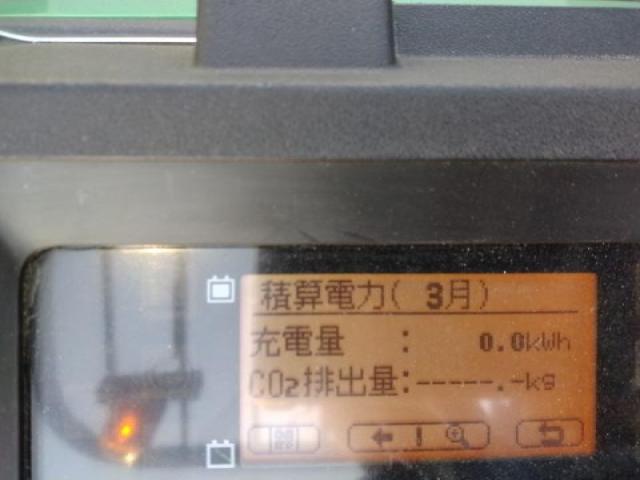 積算電力( 3月)
充電量 : 0.0kWh
CO2排出量:-----.-kg